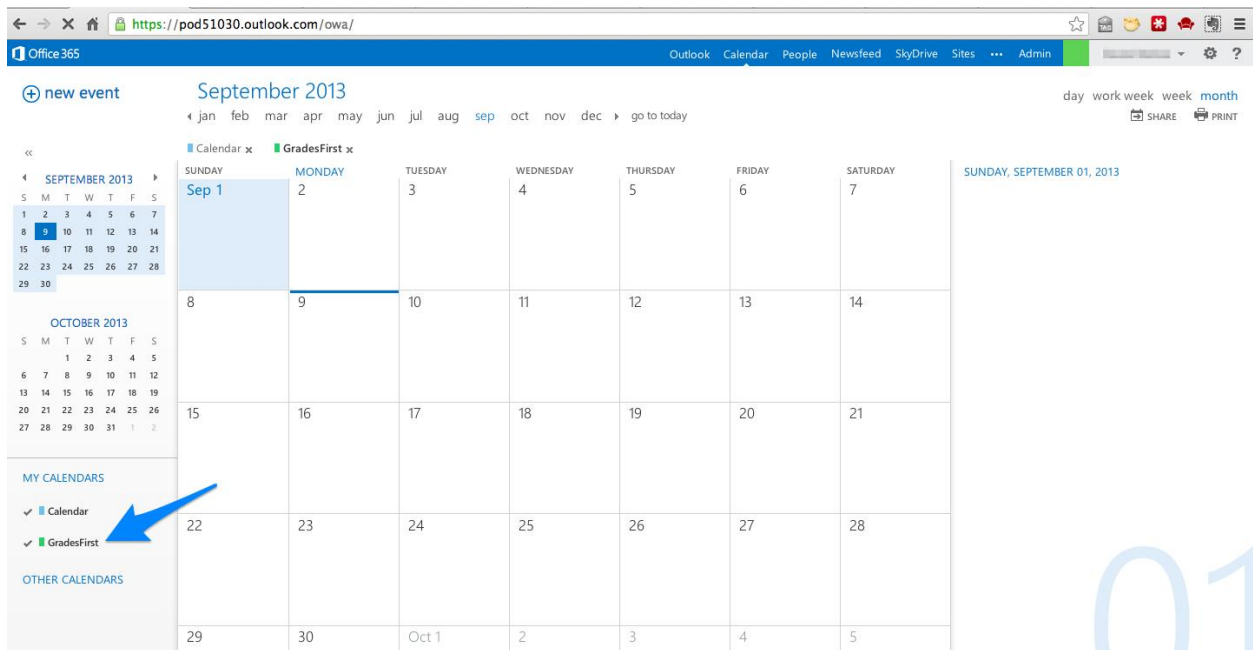 https://pod51030.outlook.com/owa/
Office 365
Outlook Calendar People Newsfeed SkyDrive Sites ••• Admin ?
new event
September 2013
jan feb mar apr may jun jul aug sep oct nov dec go to today
day work week week month
SHARE PRINT
«
Calendar x GradesFirst x
SEPTEMBER 2013
S M T W T F S
1 2 3 4 5 6 7
8 9 10 11 12 13 14
15 16 17 18 19 20 21
22 23 24 25 26 27 28
29 30
OCTOBER 2013
S M T W T F S
1 2 3 4 5
6 7 8 9 10 11 12
13 14 15 16 17 18 19
20 21 22 23 24 25 26
27 28 29 30 31 1 2
MY CALENDARS
Calendar
GradesFirst
OTHER CALENDARS
SUNDAY MONDAY TUESDAY WEDNESDAY THURSDAY FRIDAY SATURDAY
Sep 1 2 3 4 5 6 7
8 9 10 11 12 13 14
15 16 17 18 19 20 21
22 23 24 25 26 27 28
29 30 Oct 1 2 3 4 5
SUNDAY, SEPTEMBER 01, 2013
01